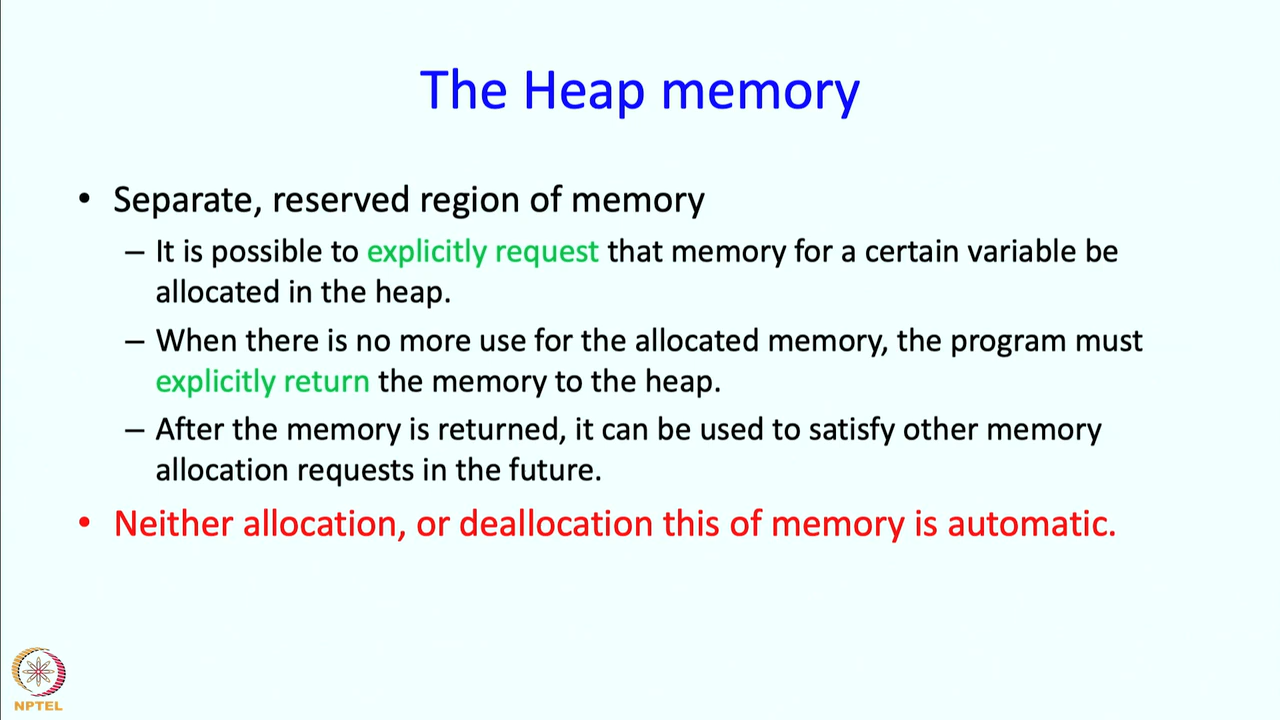 The Heap memory
• Separate, reserved region of memory
– It is possible to explicitly request that memory for a certain variable be
allocated in the heap.
– When there is no more use for the allocated memory, the program must
explicitly return the memory to the heap.
– After the memory is returned, it can be used to satisfy other memory
allocation requests in the future.
• Neither allocation, or deallocation this of memory is automatic.
NPTEL